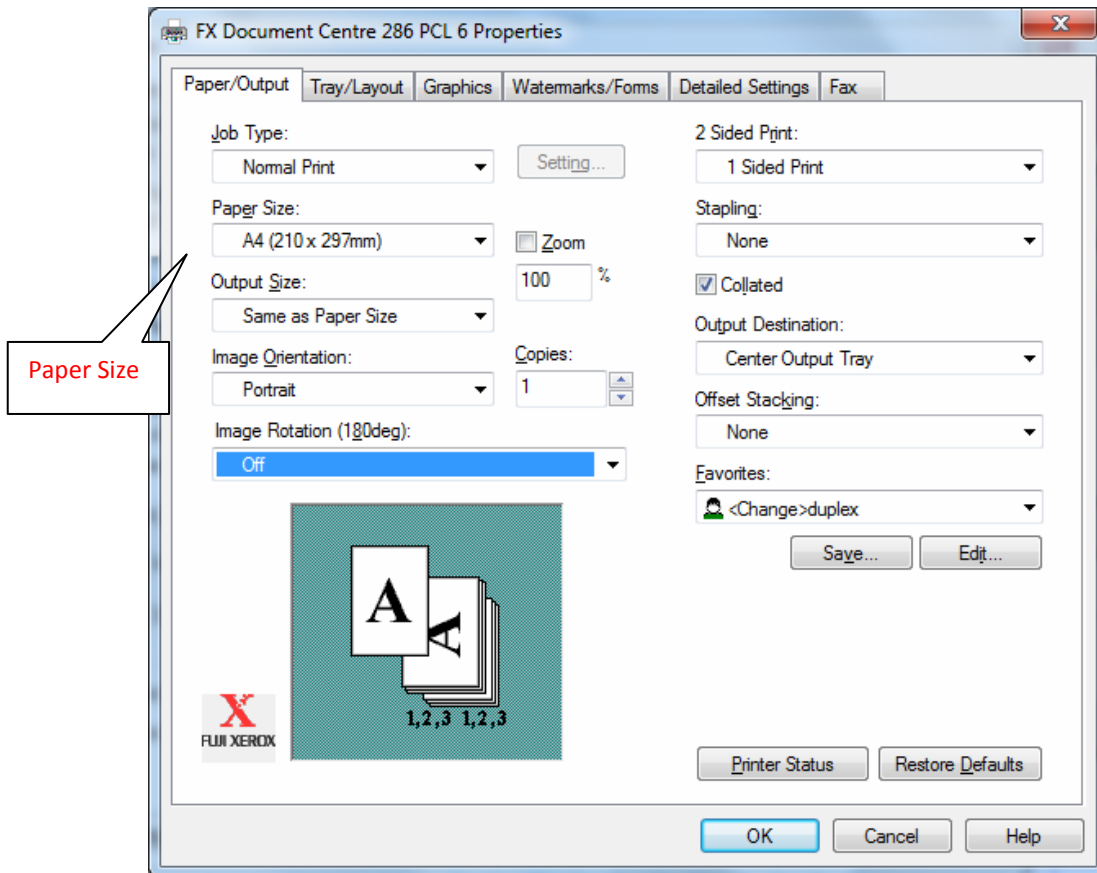 FX Document Centre 286 PCL 6 Properties
X
Paper/Output Tray/Layout Graphics Watermarks/Forms Detailed Settings Fax
Job Type:
Normal Print
Setting...
Paper Size:
A4 (210 x 297mm)
Zoom
100 %
Output Size:
Same as Paper Size
Image Orientation:
Portrait
Copies:
1
Image Rotation (180deg):
Off
2 Sided Print:
1 Sided Print
Stapling:
None
Collated
Output Destination:
Center Output Tray
Offset Stacking:
None
Favorites:
<Change>duplex
Save... Edit...
Paper Size
A
A
1,2,3 1,2,3
X
FUJI XEROX
Printer Status Restore Defaults
OK Cancel Help